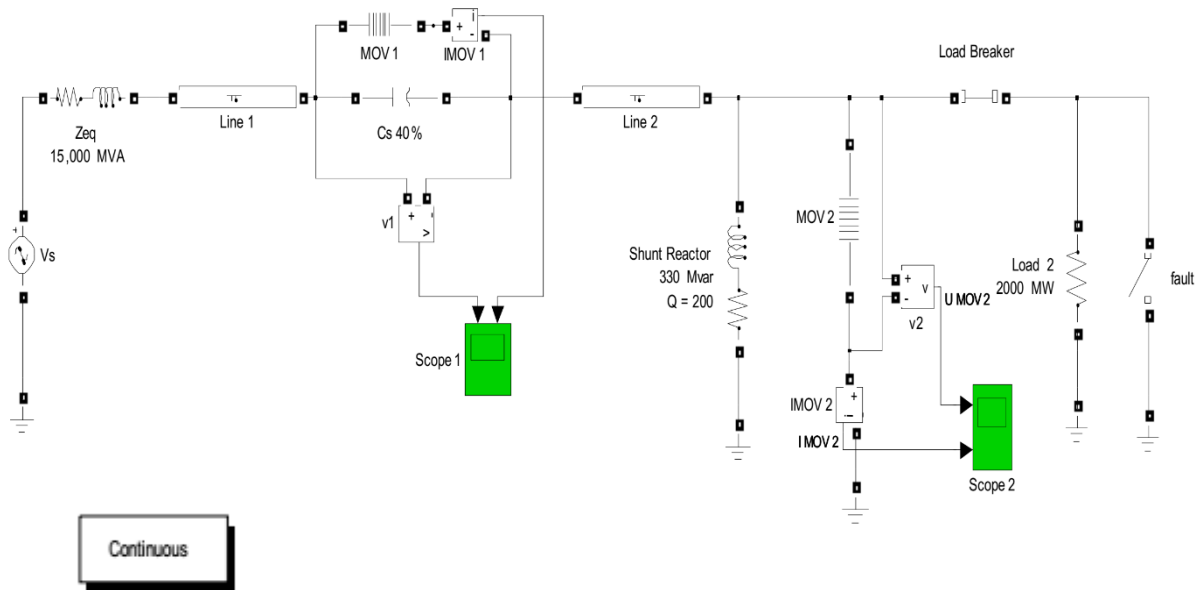 MOV 1
i
+
-
IMOV 1
Load Breaker
Zeq
15,000 MVA
Line 1
Cs 40%
Line 2
+
Vs
v1
+
-
v
Scope 1
Shunt Reactor
330 Mvar
Q = 200
MOV 2
+
-
v
v2
U MOV 2
Load 2
2000 MW
fault
IMOV 2
+
-
I MOV 2
Scope 2
Continuous